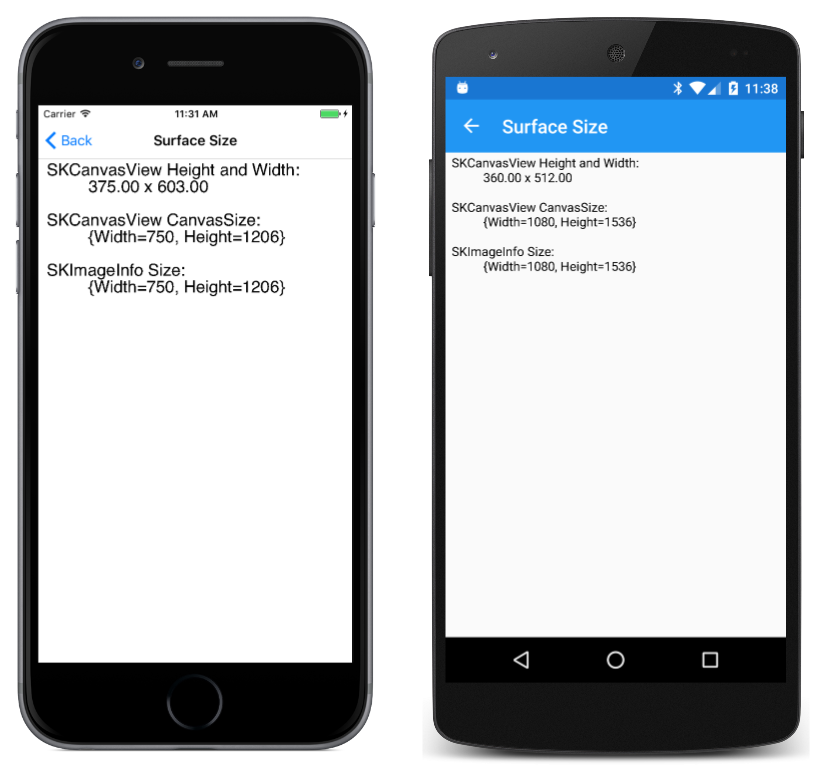 Carrier 11:31 AM
Back Surface Size
SKCanvasView Height and Width:
375.00 x 603.00
SKCanvasView CanvasSize:
{Width=750, Height=1206}
SKImageInfo Size:
{Width=750, Height=1206}
11:38
Surface Size
SKCanvasView Height and Width:
360.00 x 512.00
SKCanvasView CanvasSize:
{Width=1080, Height=1536}
SKImageInfo Size:
{Width=1080, Height=1536}